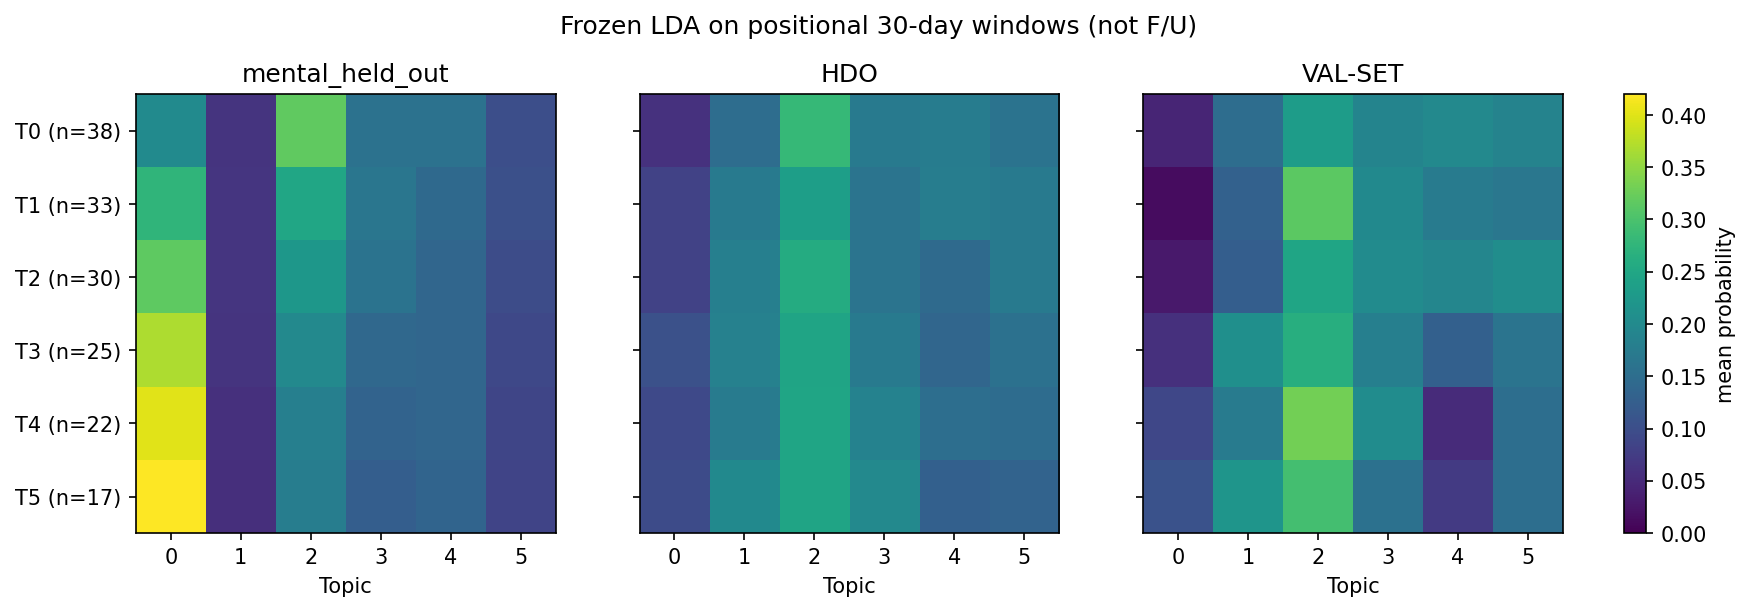 Frozen LDA on positional 30-day windows (not F/U)
mental_held_out
HDO
VAL-SET
T0 (n=38)
T1 (n=33)
T2 (n=30)
T3 (n=25)
T4 (n=22)
T5 (n=17)
0 1 2 3 4 5
Topic
0 1 2 3 4 5
Topic
0 1 2 3 4 5
Topic
0.40
0.35
0.30
0.25
0.20
0.15
0.10
0.05
0.00
mean probability